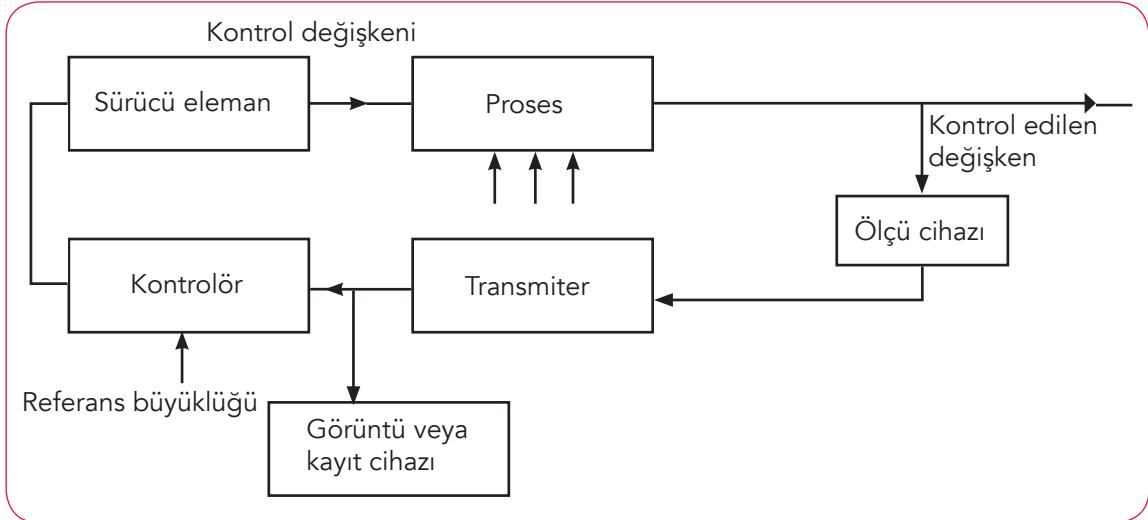 Kontrol değişkeni
Sürücü eleman
Proses
Kontrol edilen
değişken
Ölçü cihazı
Kontrolör
Transmiter
Referans büyüklüğü
Görüntü veya
kayıt cihazı